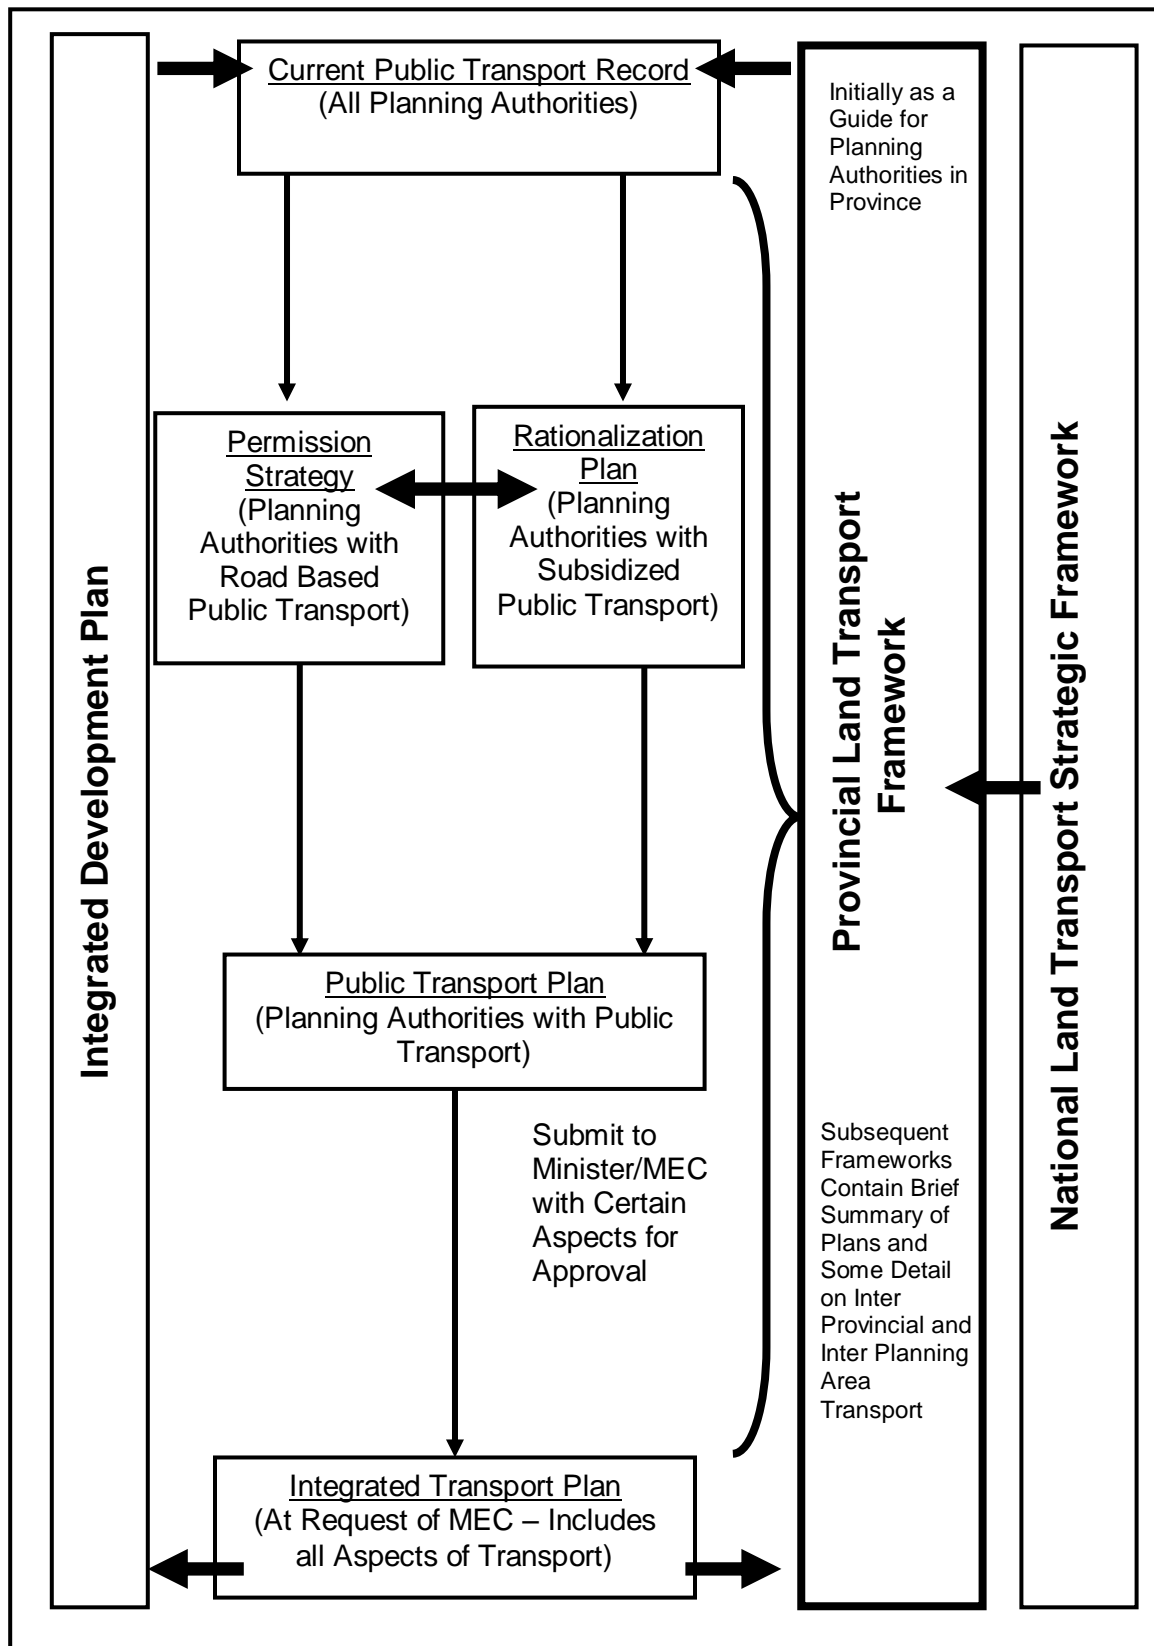 Integrated Development Plan
Current Public Transport Record
(All Planning Authorities)
Permission
Strategy
(Planning
Authorities with
Road Based
Public Transport)
Rationalization
Plan
(Planning
Authorities with
Subsidized
Public Transport)
Public Transport Plan
(Planning Authorities with Public
Transport)
Submit to
Minister/MEC
with Certain
Aspects for
Approval
Integrated Transport Plan
(At Request of MEC – Includes
all Aspects of Transport)
Initially as a
Guide for
Planning
Authorities in
Province
Provincial Land Transport
Framework
Subsequent
Frameworks
Contain Brief
Summary of
Plans and
Some Detail
on Inter
Provincial and
Inter Planning
Area
Transport
National Land Transport Strategic Framework